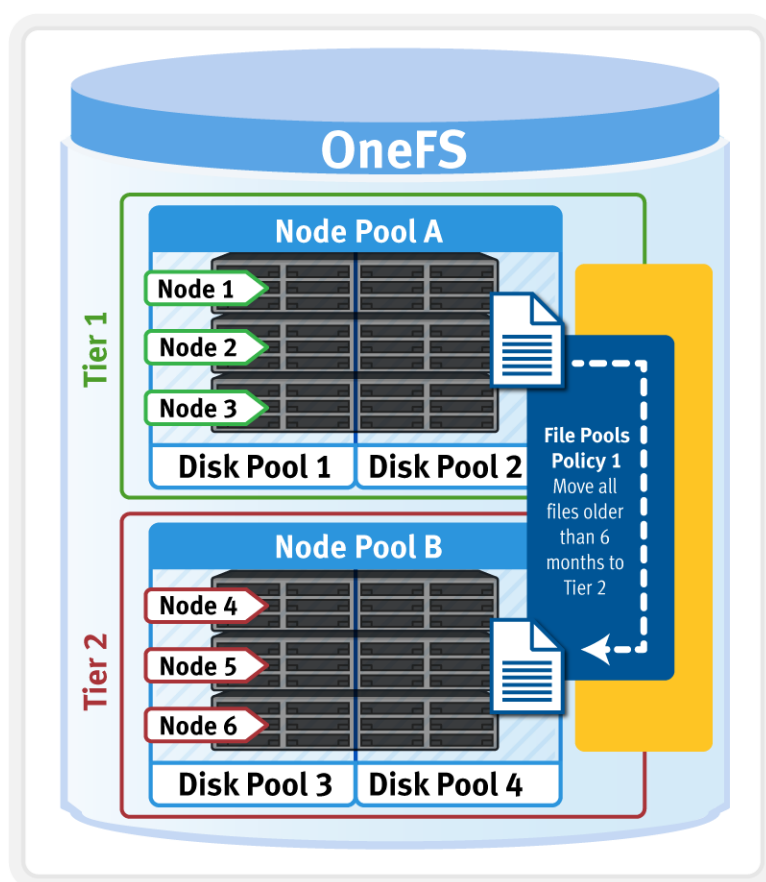 OneFS
Tier 1
Node Pool A
Node 1
Node 2
Node 3
Disk Pool 1
Disk Pool 2
File Pools
Policy 1
Move all
files older
than 6
months to
Tier 2
Tier 2
Node Pool B
Node 4
Node 5
Node 6
Disk Pool 3
Disk Pool 4